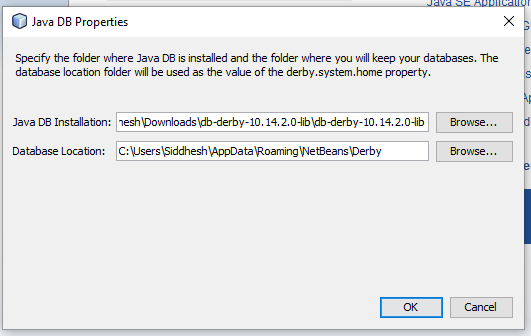 Java SE Application
Java DB Properties
Specify the folder where Java DB is installed and the folder where you will keep your databases. The
database location folder will be used as the value of the derby.system.home property.
Java DB Installation: hesh\Downloads\db-derby-10.14.2.0-lib\db-derby-10.14.2.0-lib Browse...
Database Location: C:\Users\Siddhesh\AppData\Roaming\NetBeans\Derby Browse...
OK Cancel